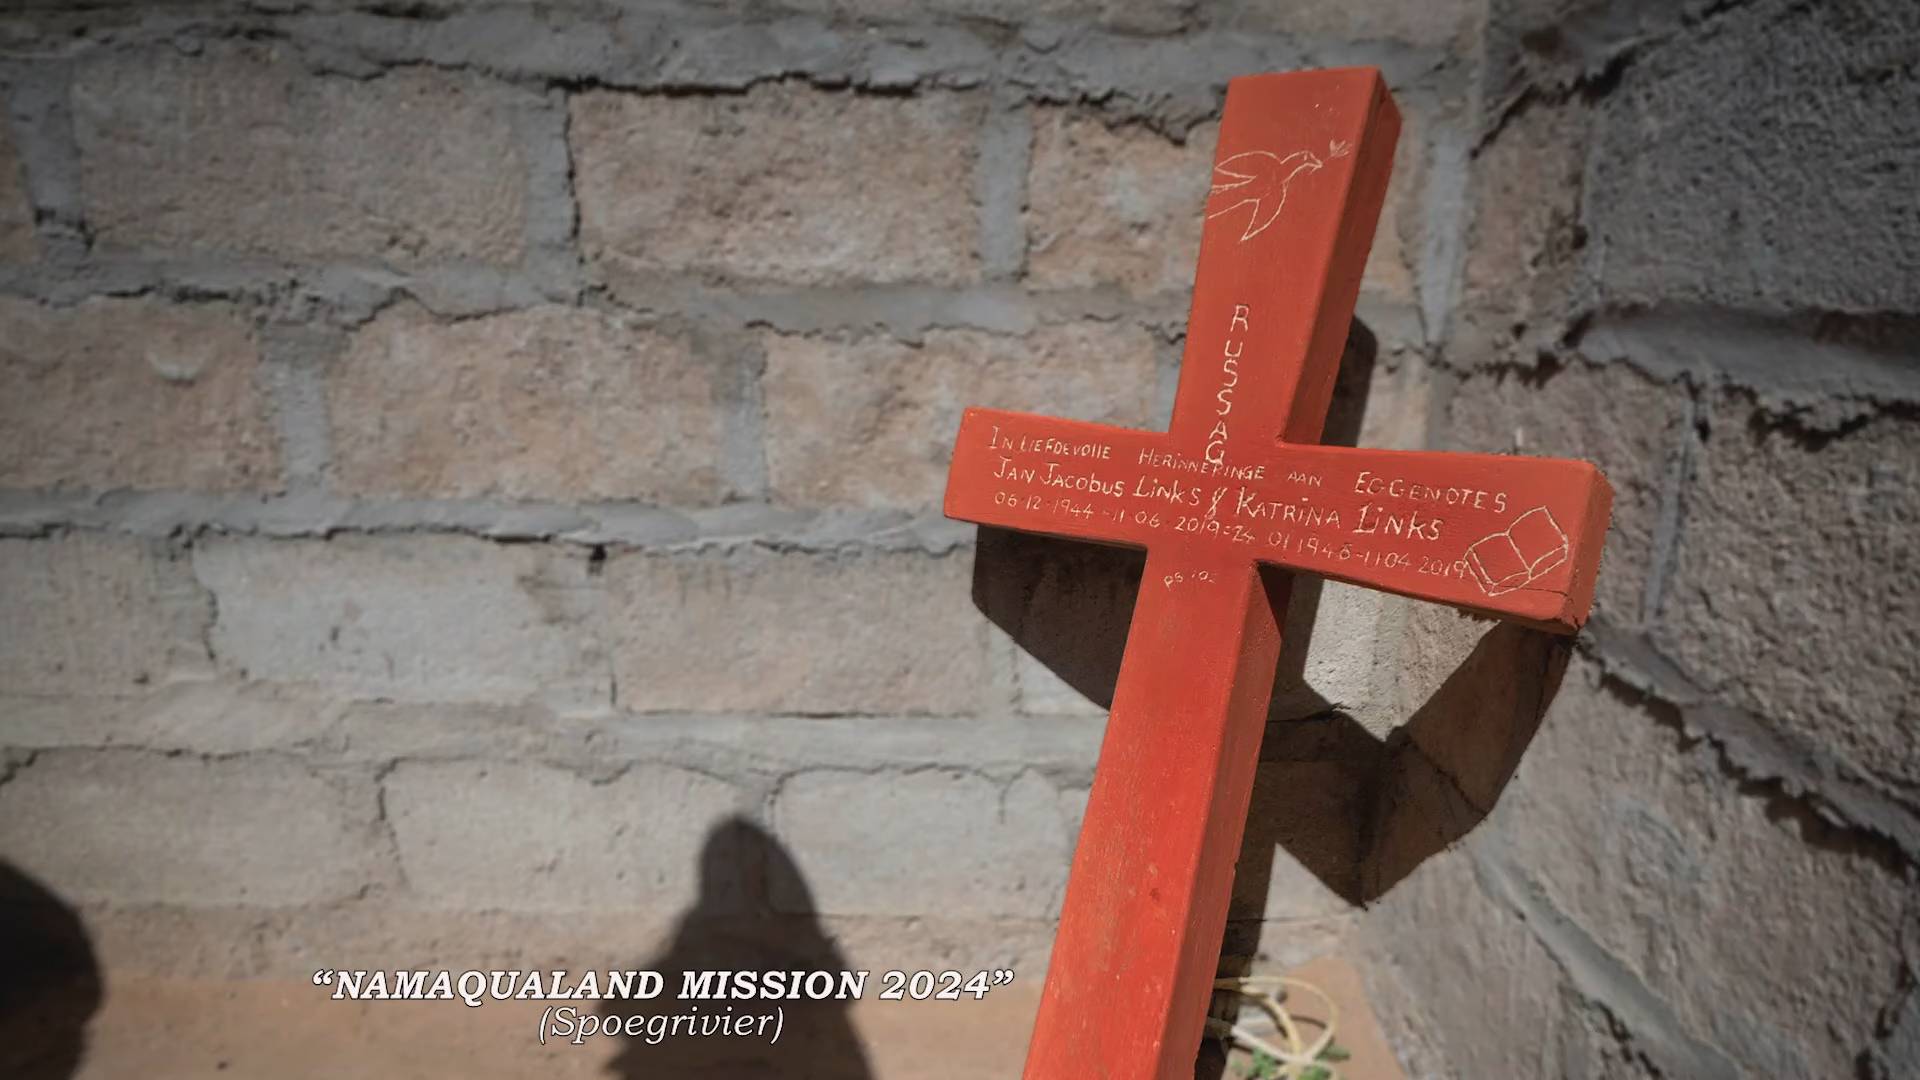 RUSSAG
IN LIEFDEVOllE HERINNERINGE AAN EGGENOTES
JAN JACOBUS LINKS & KATRINA LINKS
06·12·1944 -11·06·2019=24 01 1948-11 04 2019
“NAMAQUALAND MISSION 2024”
(Spoegrivier)